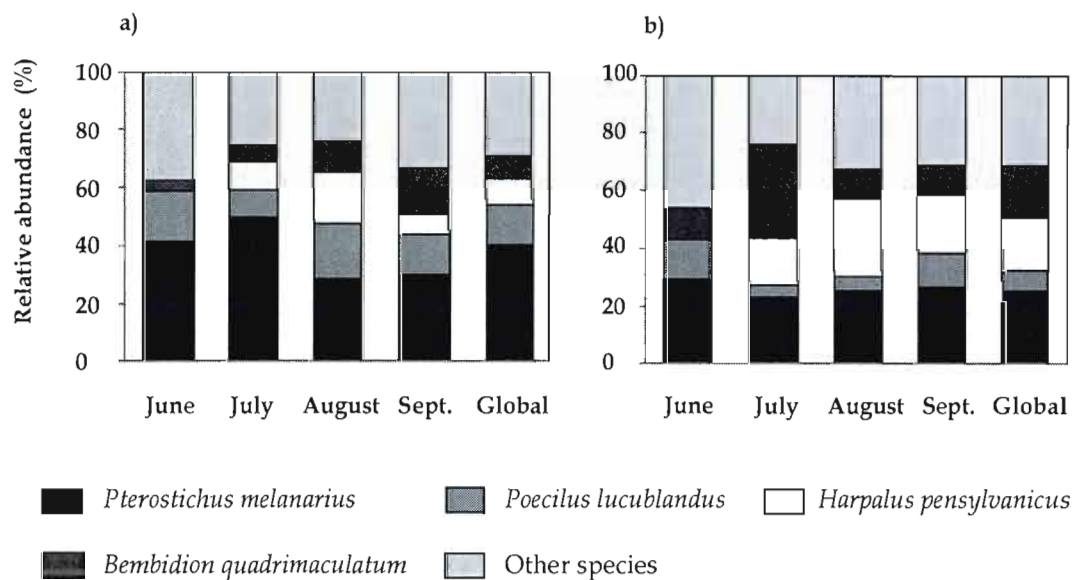 a)
b)
Relative abundance (%)
100
80
60
40
20
0
June July August Sept. Global
100
80
60
40
20
0
June July August Sept. Global
Pterostichus melanarius Poecilus lucublandus Harpalus pensylvanicus
Bembidion quadrimaculatum Other species